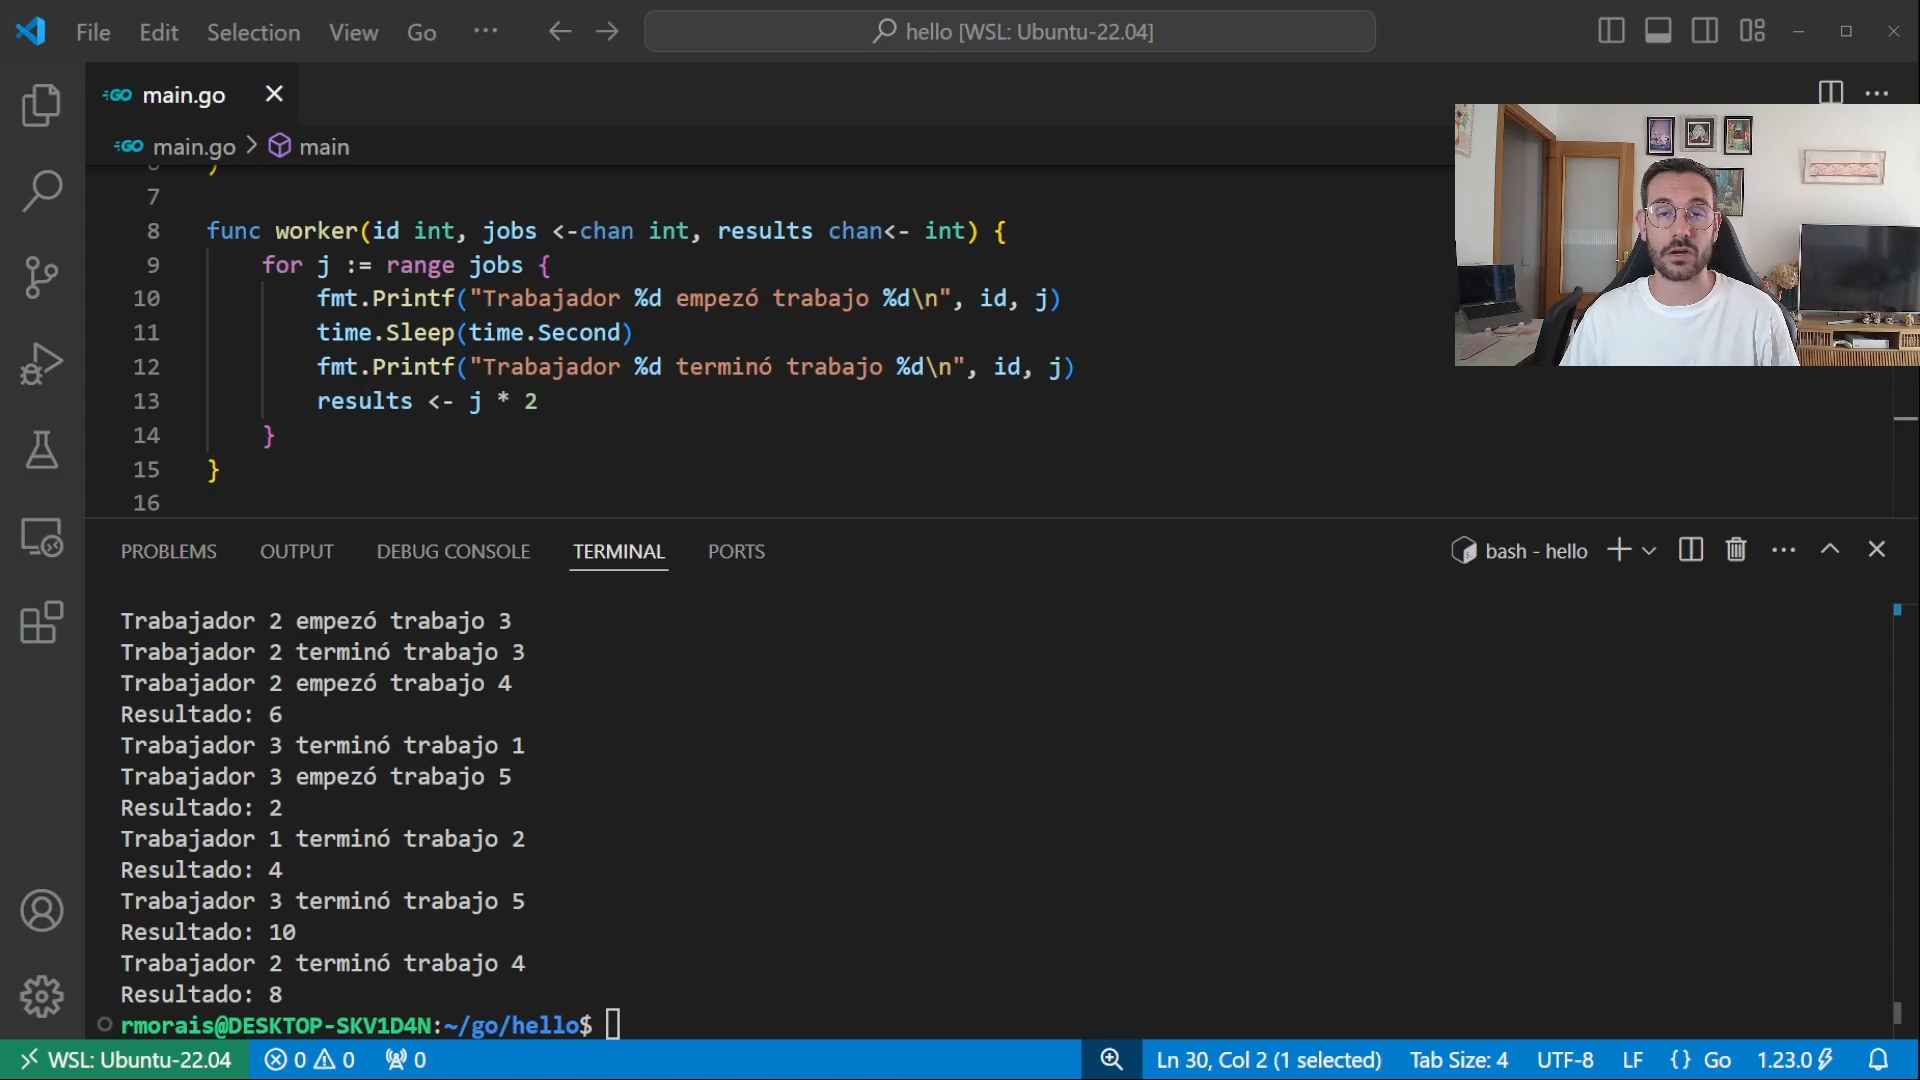 File Edit Selection View Go ··· hello [WSL: Ubuntu-22.04]
GO main.go
GO main.go > main
6 )
7
8 func worker(id int, jobs <-chan int, results chan<- int) {
9 for j := range jobs {
10 fmt.Printf("Trabajador %d empezó trabajo %d\n", id, j)
11 time.Sleep(time.Second)
12 fmt.Printf("Trabajador %d terminó trabajo %d\n", id, j)
13 results <- j * 2
14 }
15 }
16
PROBLEMS OUTPUT DEBUG CONSOLE TERMINAL PORTS bash - hello
Trabajador 2 empezó trabajo 3
Trabajador 2 terminó trabajo 3
Trabajador 2 empezó trabajo 4
Resultado: 6
Trabajador 3 terminó trabajo 1
Trabajador 3 empezó trabajo 5
Resultado: 2
Trabajador 1 terminó trabajo 2
Resultado: 4
Trabajador 3 terminó trabajo 5
Resultado: 10
Trabajador 2 terminó trabajo 4
Resultado: 8
rmorais@DESKTOP-SKV1D4N:~/go/hello$
WSL: Ubuntu-22.04 0 0 0 Ln 30, Col 2 (1 selected) Tab Size: 4 UTF-8 LF {} Go 1.23.0